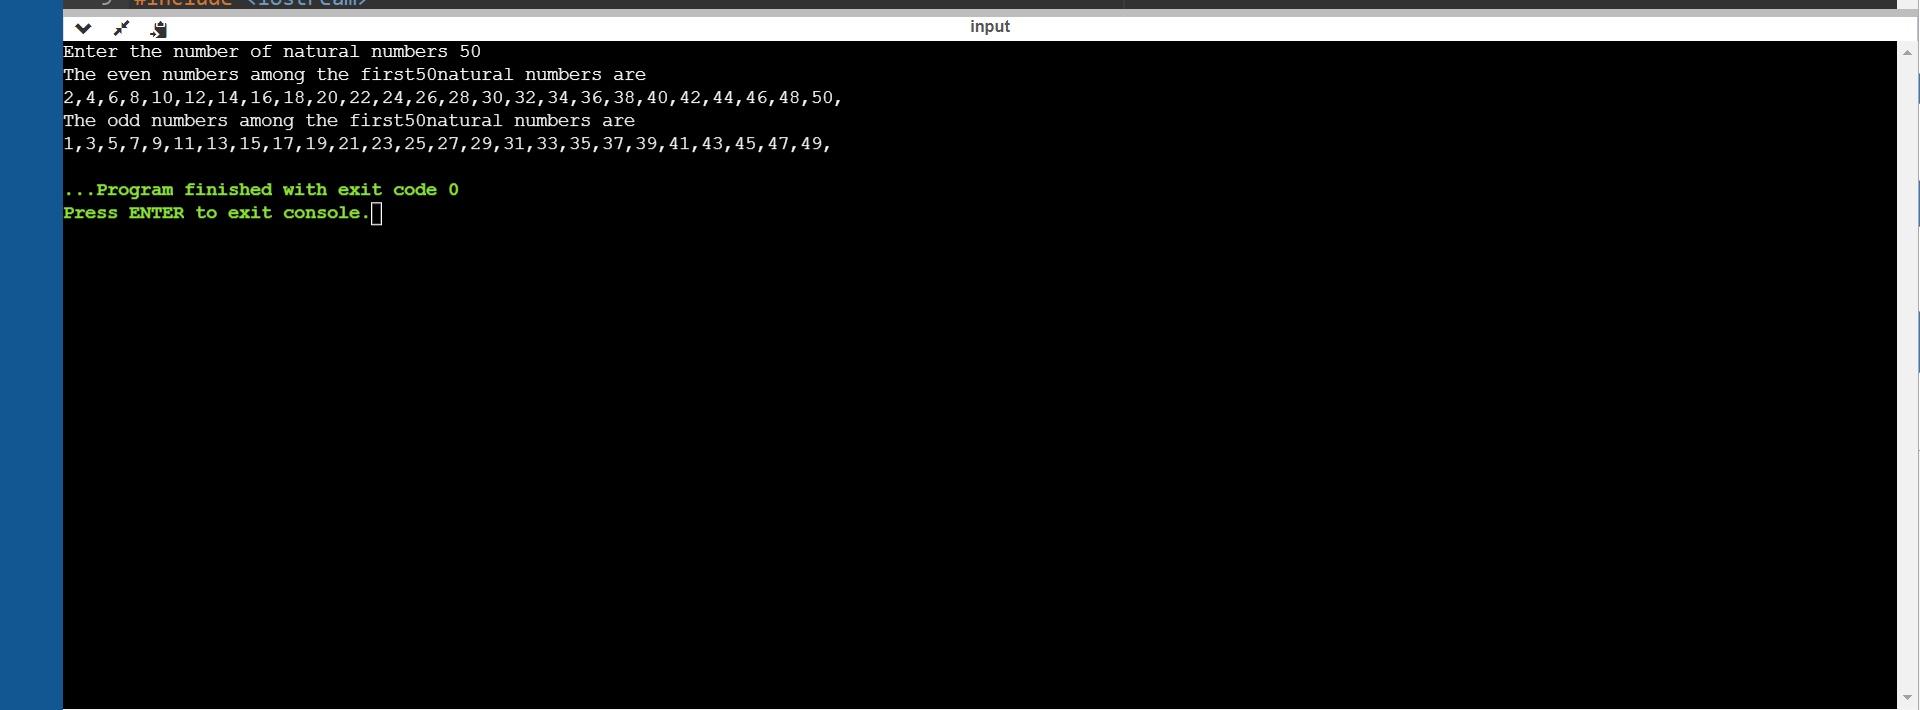 #include <iostream>
input
Enter the number of natural numbers 50
The even numbers among the first50natural numbers are
2,4,6,8,10,12,14,16,18,20,22,24,26,28,30,32,34,36,38,40,42,44,46,48,50,
The odd numbers among the first50natural numbers are
1,3,5,7,9,11,13,15,17,19,21,23,25,27,29,31,33,35,37,39,41,43,45,47,49,
...Program finished with exit code 0
Press ENTER to exit console.